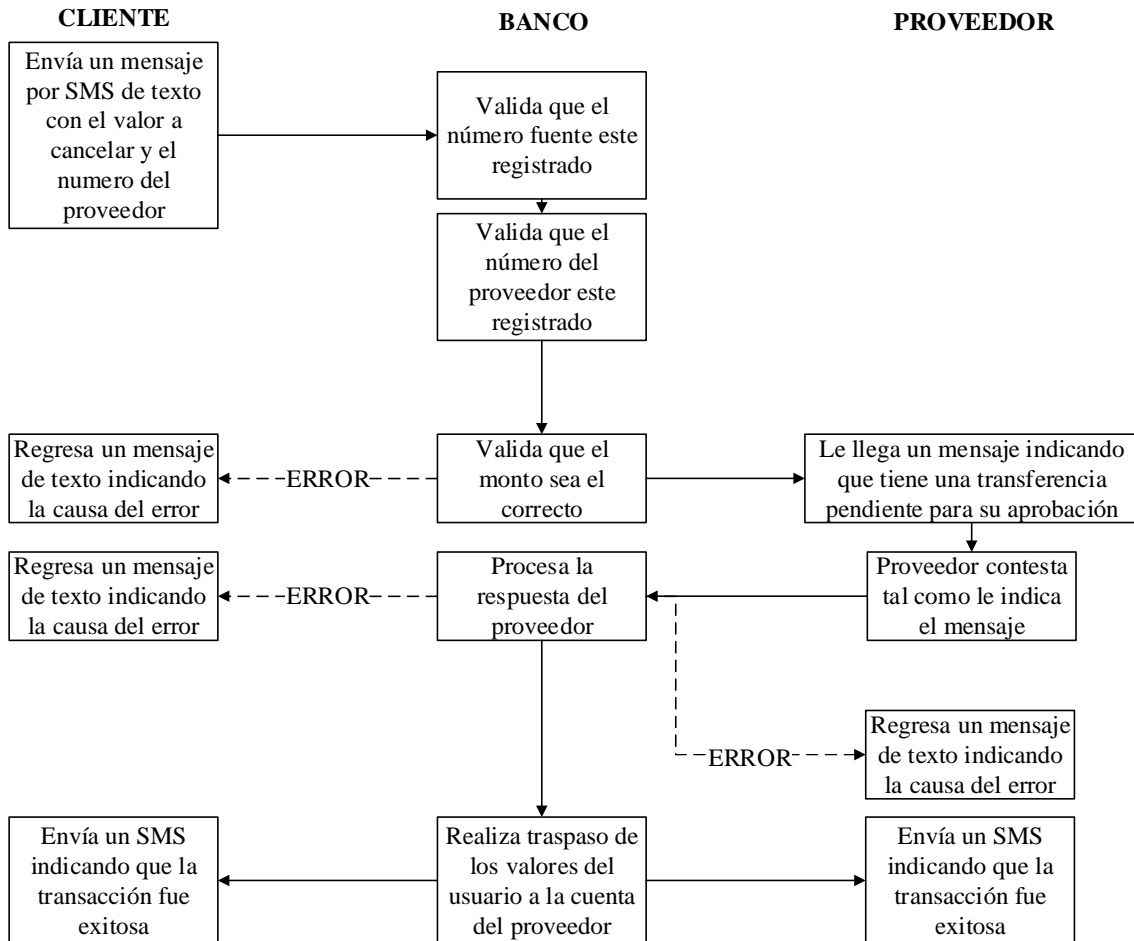 CLIENTE
BANCO
PROVEEDOR
Envía un mensaje
por SMS de texto
con el valor a
cancelar y el
numero del
proveedor
Valida que el
número fuente este
registrado
Valida que el
número del
proveedor este
registrado
Regresa un mensaje
de texto indicando
la causa del error
ERROR
Valida que el
monto sea el
correcto
Le llega un mensaje indicando
que tiene una transferencia
pendiente para su aprobación
Regresa un mensaje
de texto indicando
la causa del error
ERROR
Procesa la
respuesta del
proveedor
Proveedor contesta
tal como le indica
el mensaje
ERROR
Regresa un mensaje
de texto indicando
la causa del error
Envía un SMS
indicando que la
transacción fue
exitosa
Realiza traspaso de
los valores del
usuario a la cuenta
del proveedor
Envía un SMS
indicando que la
transacción fue
exitosa